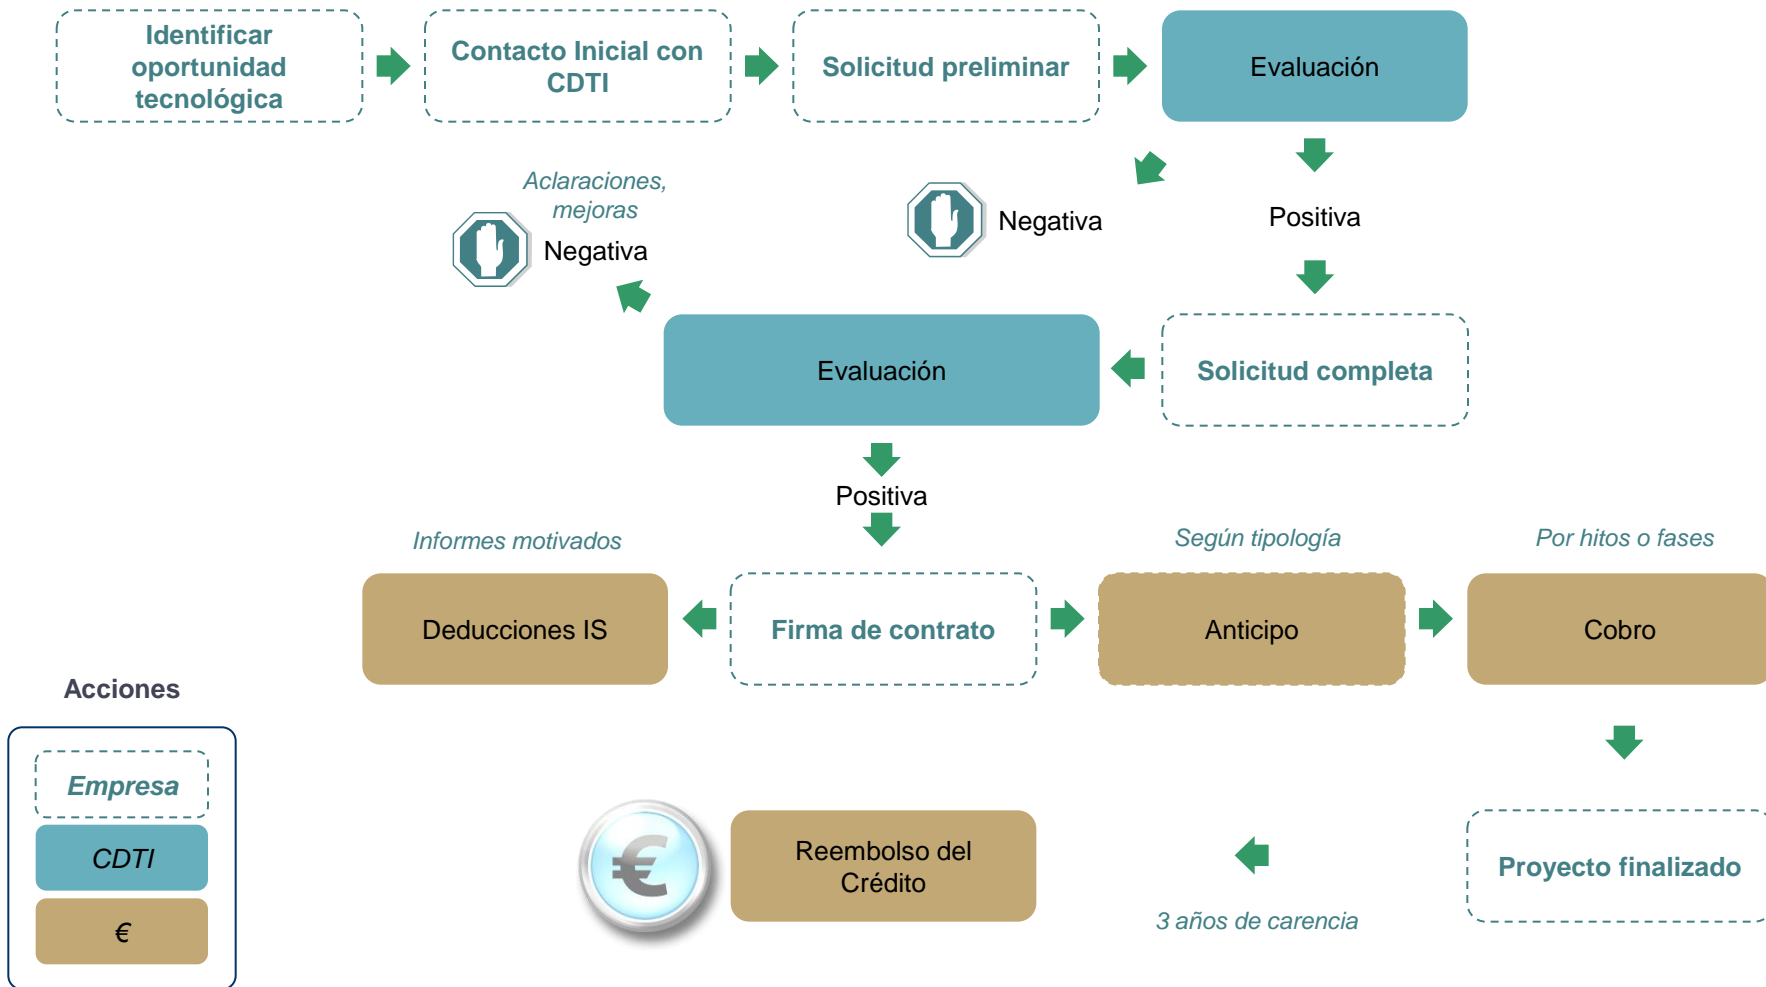 Identificar
oportunidad
tecnológica
Contacto Inicial con
CDTI
Solicitud preliminar
Evaluación
Aclaraciones,
mejoras
Negativa
Negativa
Positiva
Evaluación
Solicitud completa
Positiva
Informes motivados
Según tipología
Por hitos o fases
Deducciones IS
Firma de contrato
Anticipo
Cobro
Acciones
Empresa
CDTI
€
€
Reembolso del
Crédito
3 años de carencia
Proyecto finalizado